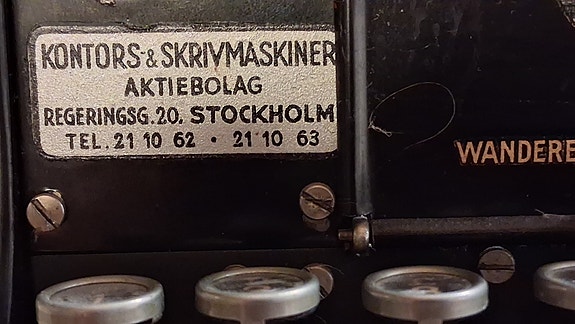 KONTORS- & SKRIVMASKINER
AKTIEBOLAG
REGERINGSG. 20. STOCKHOLM
TEL. 21 10 62 • 21 10 63
WANDERE